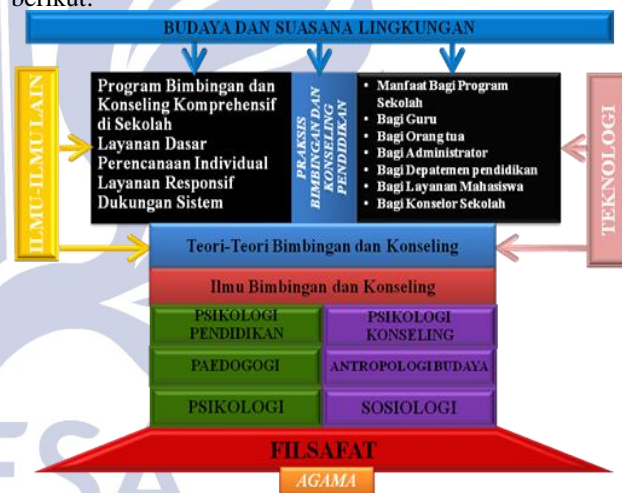 berikut:
BUDAYA DAN SUASANA LINGKUNGAN
ILMU-ILMU LAIN
Program Bimbingan dan
Konseling Komprehensif
di Sekolah
Layanan Dasar
Perencanaan Individual
Layanan Responsif
Dukungan Sistem
PRAKSIS
BIMBINGAN DAN
KONSELING
PENDIDIKAN
• Manfaat Bagi Program
Sekolah
• Bagi Guru
• Bagi Orang tua
• Bagi Administrator
• Bagi Depatemen pendidikan
• Bagi Layanan Mahasiswa
• Bagi Konselor Sekolah
TEKNOLOGI
Teori-Teori Bimbingan dan Konseling
Ilmu Bimbingan dan Konseling
PSIKOLOGI
PENDIDIKAN
PSIKOLOGI
KONSELING
PAEDOGOGI
ANTROPOLOGI BUDAYA
PSIKOLOGI
SOSIOLOGI
FILSAFAT
AGAMA